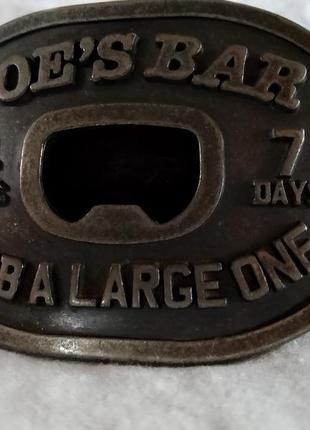 OE'S BAR
7
DAYS
B A LARGE ONE